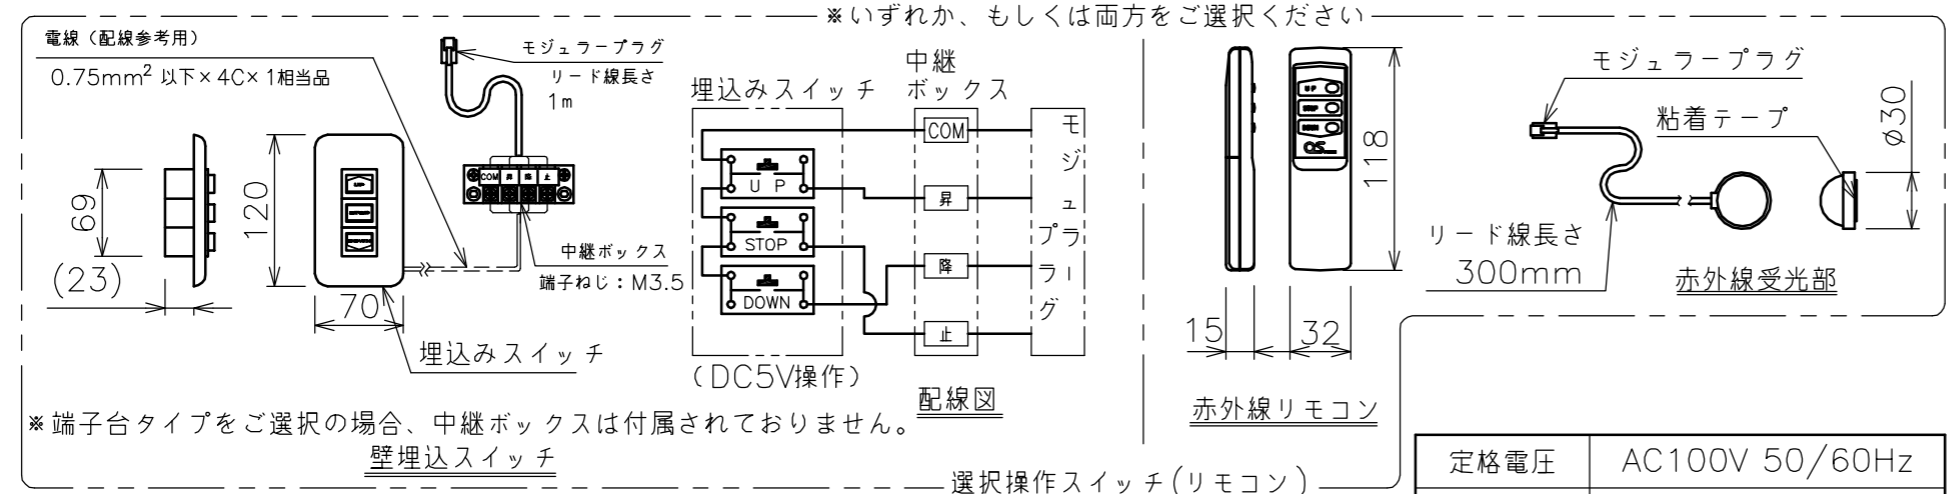 ※いずれか、もしくは両方をご選択ください
電線（配線参考用）
0.75mm² 以下×4C×1相当品
モジュラープラグ
リード線長さ
1m
69
(23)
120
70
COM 昇 降 止
中継ボックス
端子ねじ：M3.5
埋込みスイッチ
※端子台タイプをご選択の場合、中継ボックスは付属されておりません。
壁埋込スイッチ
埋込みスイッチ
中継
ボックス
UP
STOP
DOWN
COM
昇
降
止
モジュラープラグ
(DC5V操作)
配線図
UP
STOP
DOWN
OS
118
15
32
赤外線リモコン
モジュラープラグ
粘着テープ
ø30
リード線長さ
300mm
赤外線受光部
選択操作スイッチ(リモコン)
定格電圧
AC100V 50/60Hz